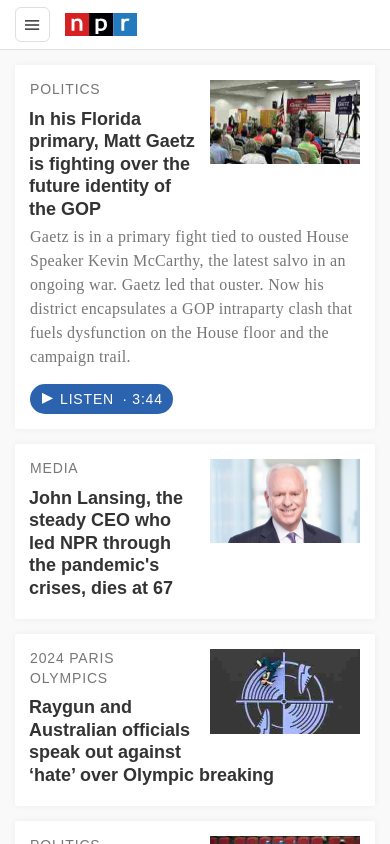 npr
POLITICS
In his Florida
primary, Matt Gaetz
is fighting over the
future identity of
the GOP
Gaetz is in a primary fight tied to ousted House
Speaker Kevin McCarthy, the latest salvo in an
ongoing war. Gaetz led that ouster. Now his
district encapsulates a GOP intraparty clash that
fuels dysfunction on the House floor and the
campaign trail.
LISTEN · 3:44
MEDIA
John Lansing, the
steady CEO who
led NPR through
the pandemic's
crises, dies at 67
2024 PARIS
OLYMPICS
Raygun and
Australian officials
speak out against
‘hate’ over Olympic breaking
POLITICS